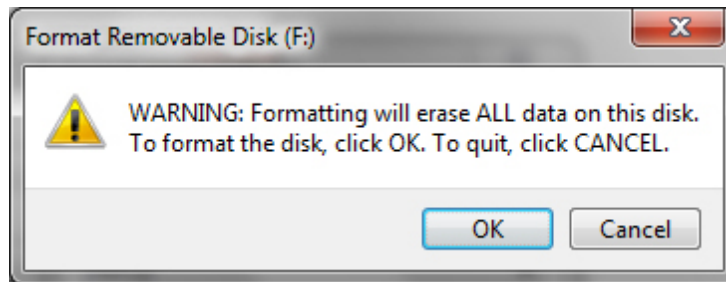 Format Removable Disk (F:)
WARNING: Formatting will erase ALL data on this disk.
To format the disk, click OK. To quit, click CANCEL.
OK
Cancel